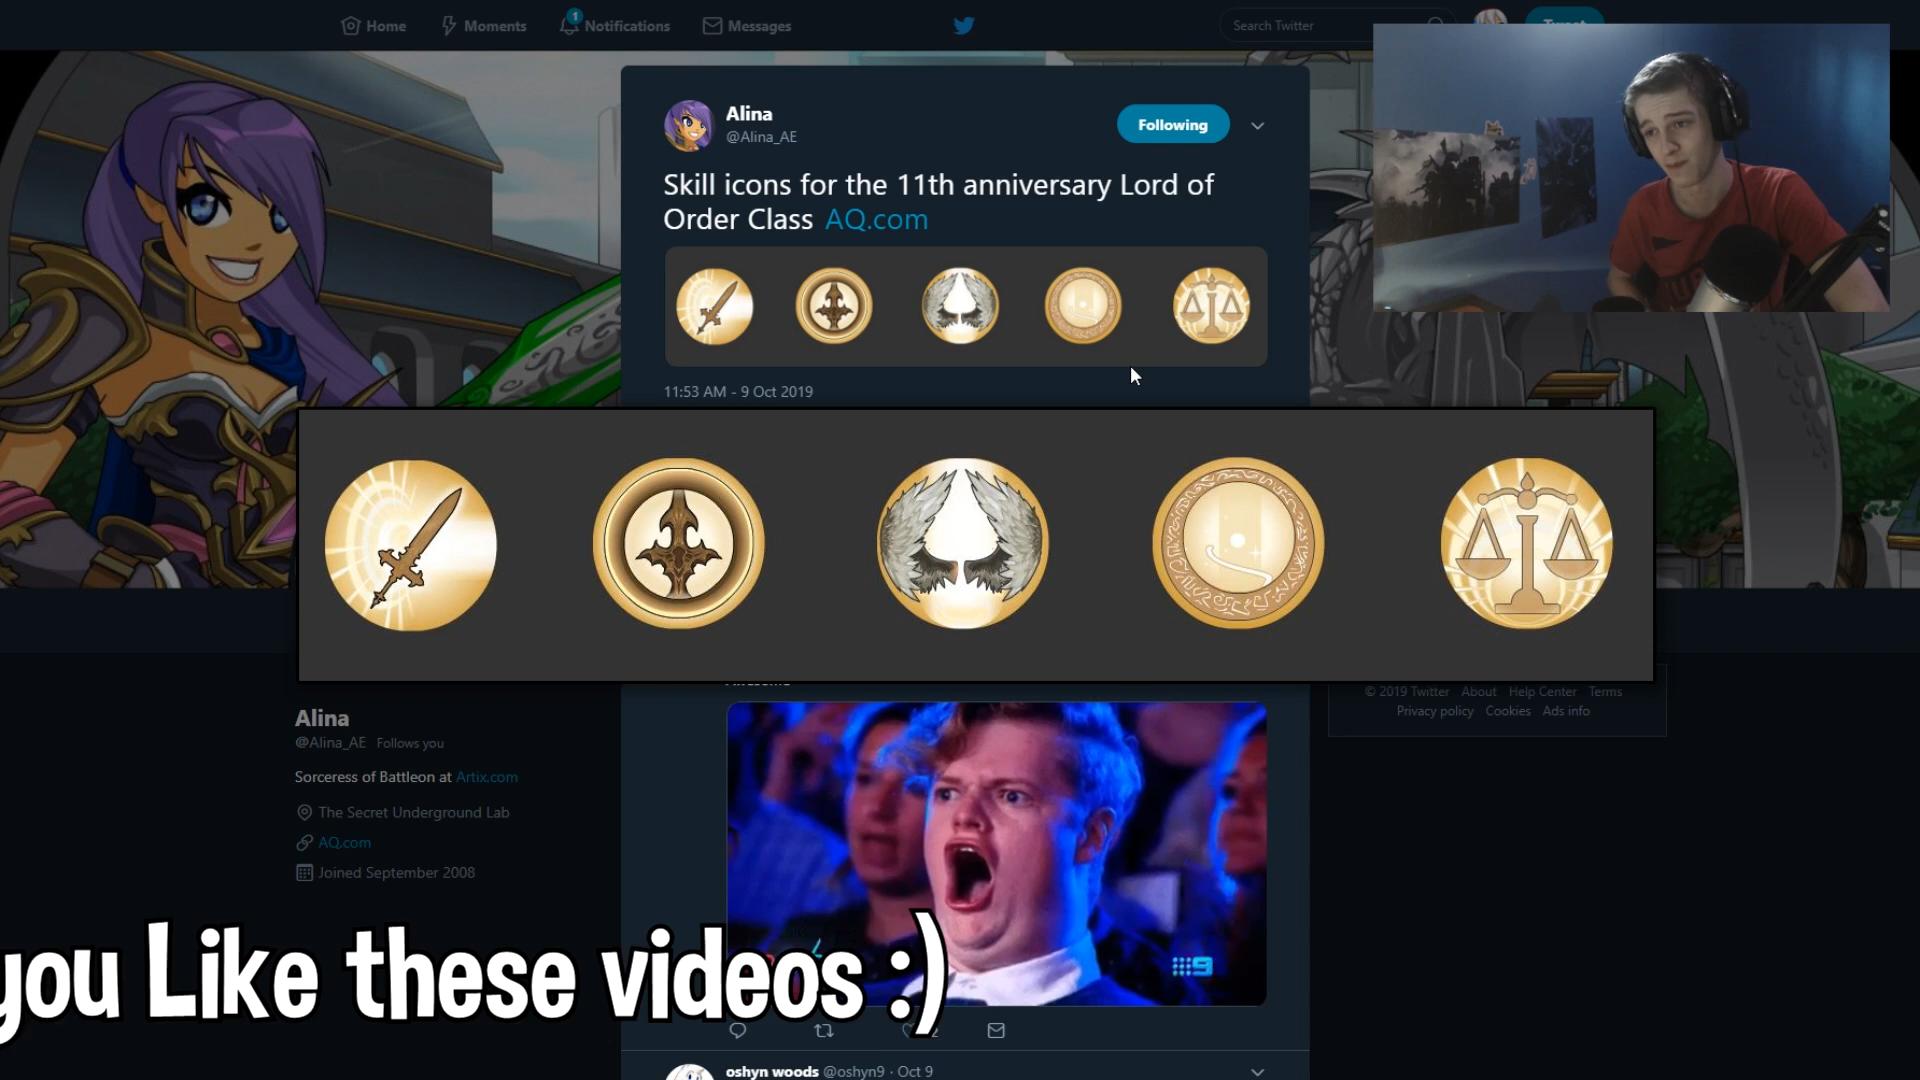 Home
Moments
1
Notifications
Messages
Search Twitter
Tweet
Alina
@Alina_AE
Following
Skill icons for the 11th anniversary Lord of
Order Class AQ.com
11:53 AM - 9 Oct 2019
Alina
@Alina_AE Follows you
Sorceress of Battleon at Artix.com
The Secret Underground Lab
AQ.com
Joined September 2008
© 2019 Twitter About Help Center Terms
Privacy policy Cookies Ads info
9
you Like these videos :)
oshyn woods @oshyn9 · Oct 9